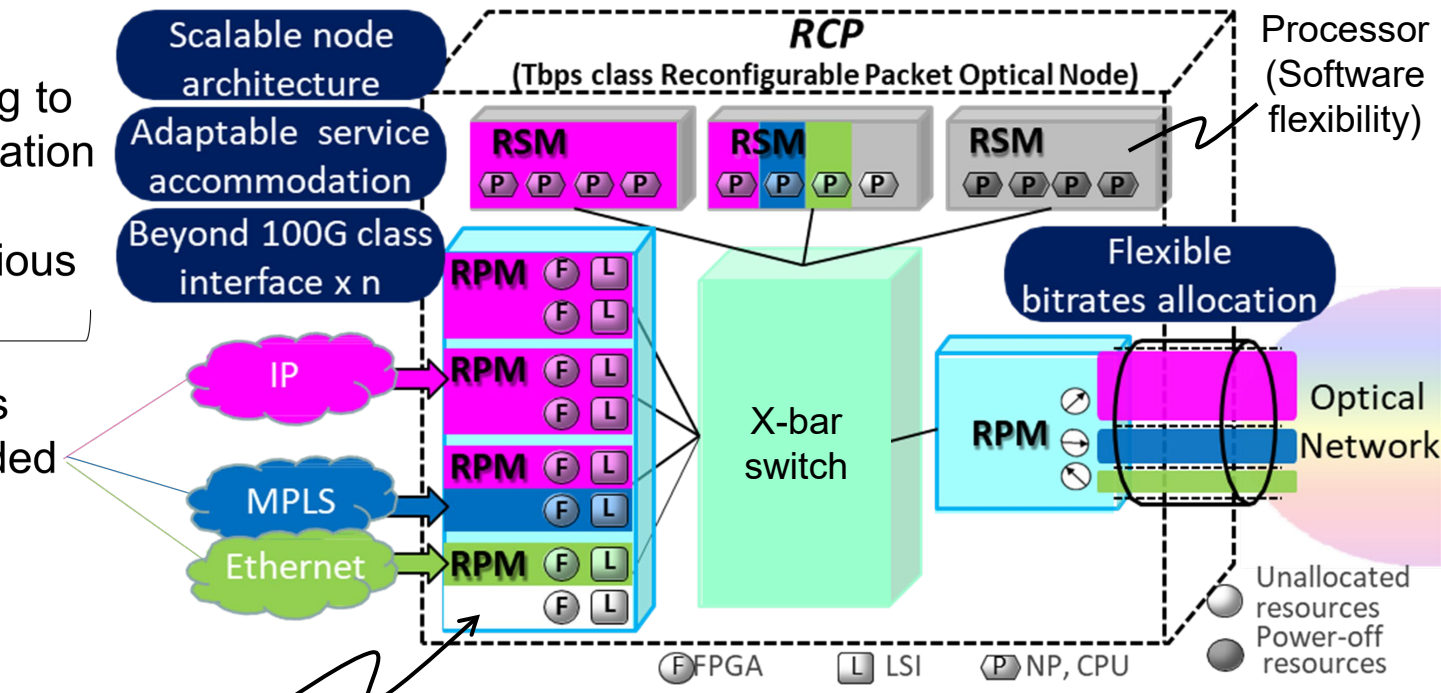 Scalable node
architecture
Adaptable service
accommodation
Beyond 100G class
interface x n
g to
ation
ious
s
ded
RCP
(Tbps class Reconfigurable Packet Optical Node)
Processor
(Software
flexibility)
RSM
P P P P
RSM
P P P P
RSM
P P P P
Flexible
bitrates allocation
IP
MPLS
Ethernet
RPM F L
F L
RPM F L
F L
RPM F L
F L
RPM F L
F L
X-bar
switch
RPM
Optical
Network
Unallocated
resources
Power-off
resources
F FPGA
L LSI
P NP, CPU